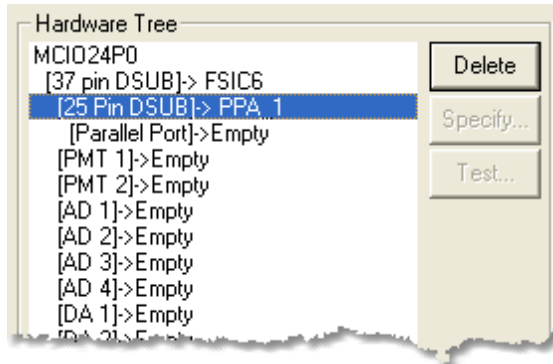 Hardware Tree
MCIO24P0
[37 pin DSUB]-> FSIC6
[25 Pin DSUB]-> PPA_1
[Parallel Port]->Empty
[PMT 1]->Empty
[PMT 2]->Empty
[AD 1]->Empty
[AD 2]->Empty
[AD 3]->Empty
[AD 4]->Empty
[DA 1]->Empty
Delete
Specify...
Test...